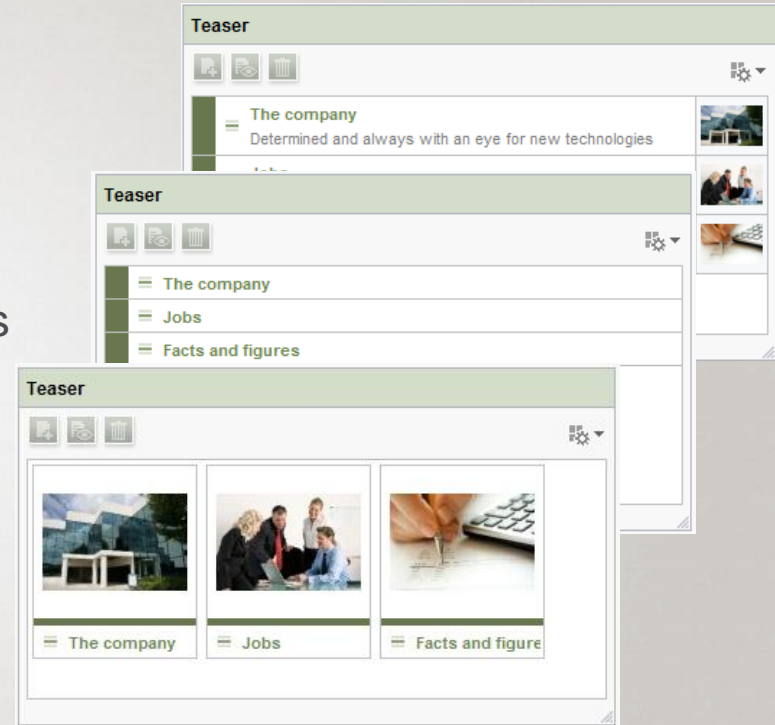 Teaser
The company
Determined and always with an eye for new technologies
Jobs
Teaser
The company
Jobs
Facts and figures
s
Teaser
The company
Jobs
Facts and figure